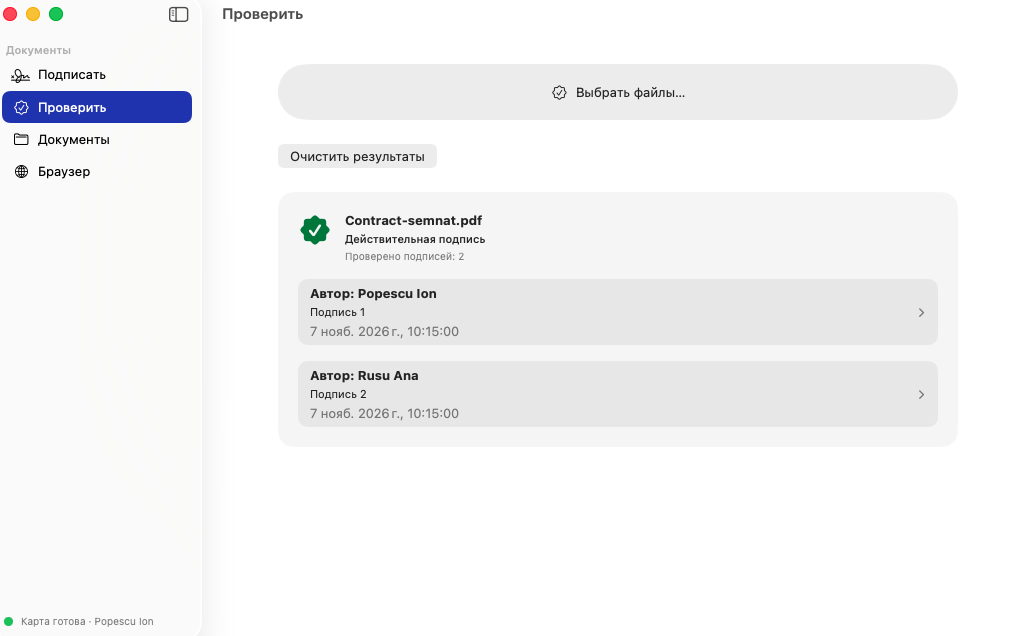 Проверить
Документы
Подписать
Проверить
Документы
Браузер
Выбрать файлы...
Очистить результаты
Contract-semnat.pdf
Действительная подпись
Проверено подписей: 2
Автор: Popescu Ion
Подпись 1
7 нояб. 2026 г., 10:15:00
Автор: Rusu Ana
Подпись 2
7 нояб. 2026 г., 10:15:00
Карта готова · Popescu Ion